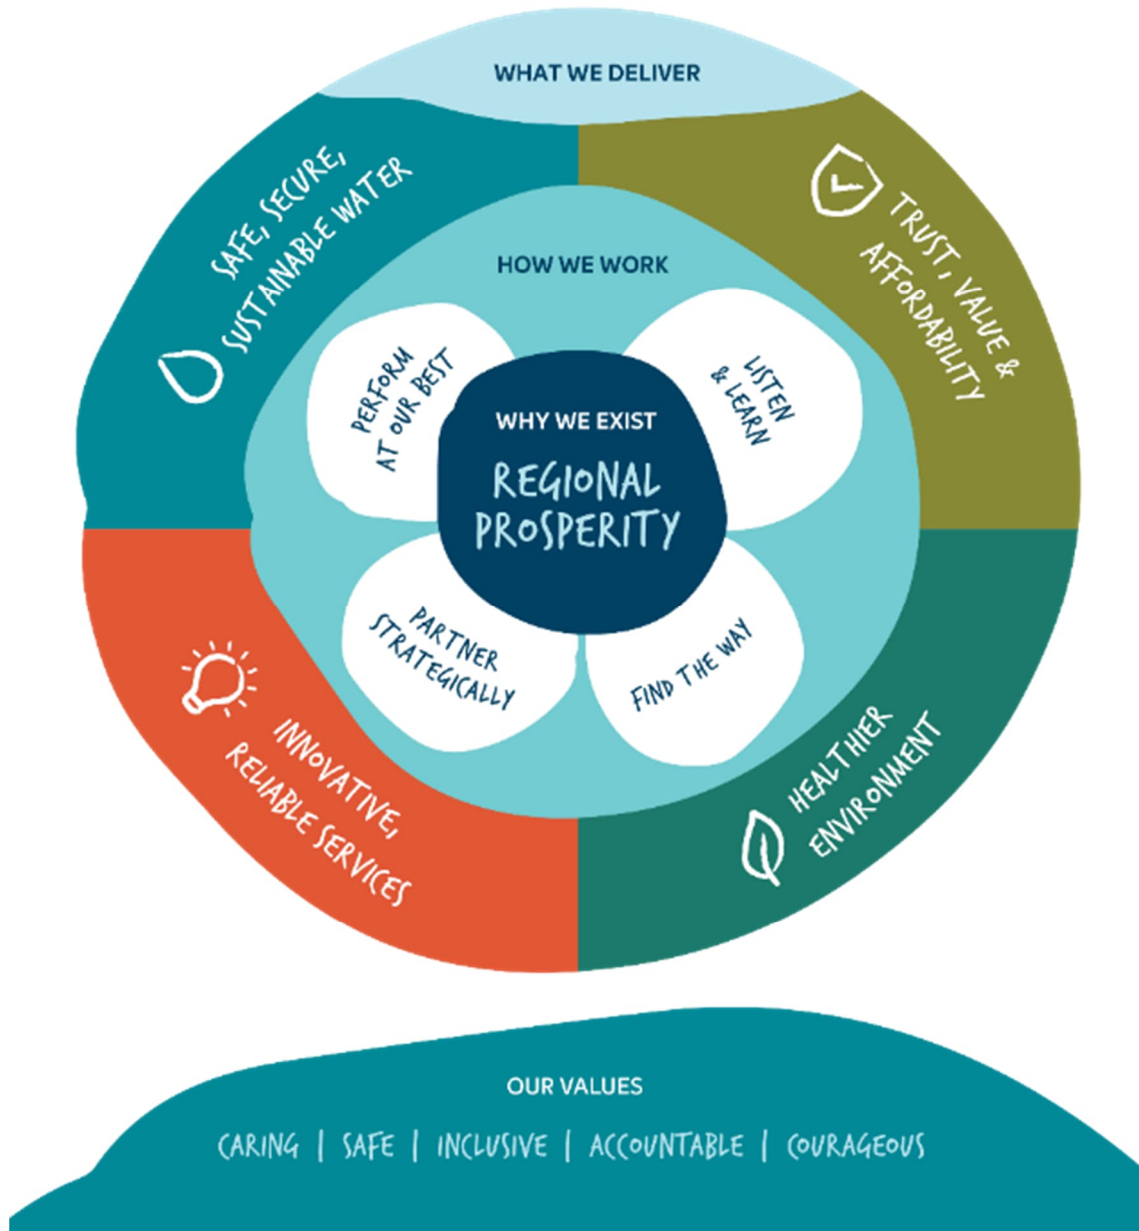 WHAT WE DELIVER
SAFE, SECURE,
SUSTAINABLE WATER
TRUST, VALUE &
AFFORDABILITY
HOW WE WORK
PERFORM
AT OUR BEST
LISTEN
& LEARN
WHY WE EXIST
REGIONAL
PROSPERITY
PARTNER
STRATEGICALLY
FIND THE WAY
INNOVATIVE,
RELIABLE SERVICES
HEALTHIER
ENVIRONMENT
OUR VALUES
CARING | SAFE | INCLUSIVE | ACCOUNTABLE | COURAGEOUS